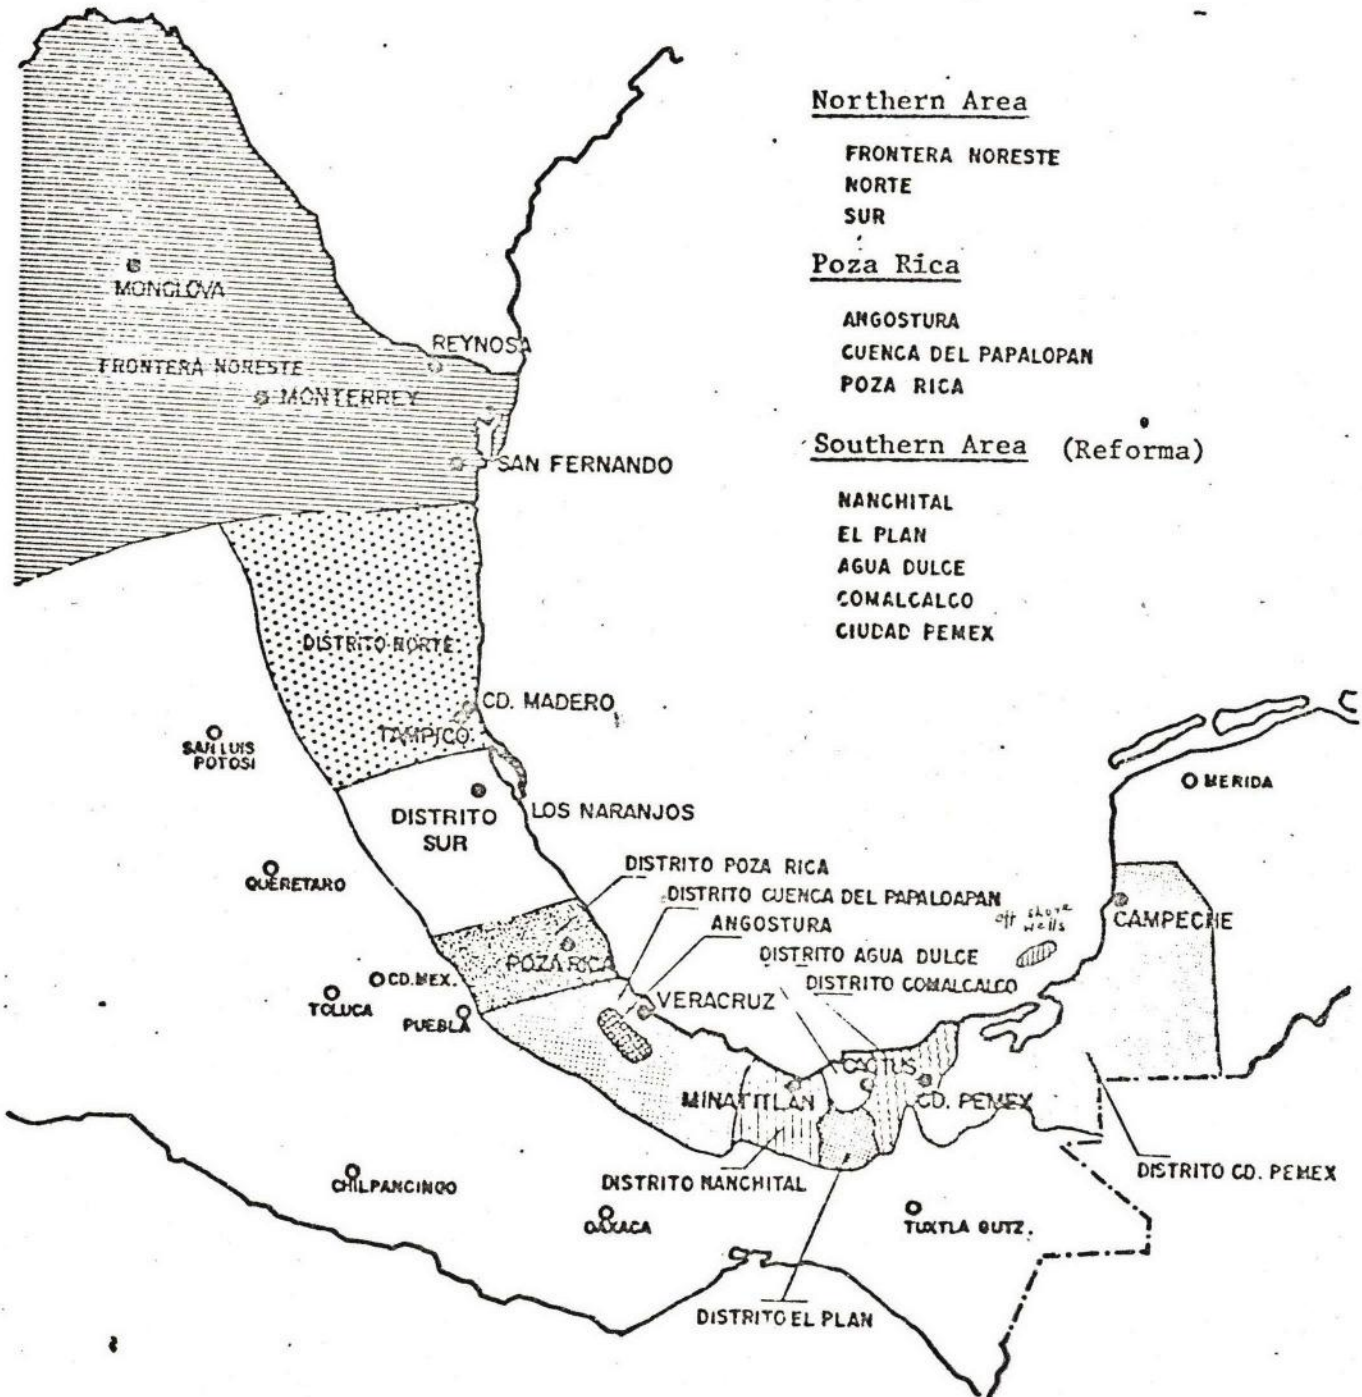 Northern Area
FRONTERA NORESTE
NORTE
SUR
Poza Rica
ANGOSTURA
CUENCA DEL PAPALOPAN
POZA RICA
Southern Area (Reforma)
NANCHITAL
EL PLAN
AGUA DULCE
COMALCALCO
CIUDAD PEMEX
MONCLOVA
REYNOSA
FRONTERA NORESTE
MONTERREY
SAN FERNANDO
DISTRITO NORTE
CD. MADERO
TAMPICO
SAN LUIS
POTOSI
MERIDA
LOS NARANJOS
DISTRITO
SUR
QUERETARO
DISTRITO POZA RICA
DISTRITO CUENCA DEL PAPALOAPAN
ANGOSTURA
off shore
wells
CAMPECHE
DISTRITO AGUA DULCE
POZA RICA
CD. MEX.
DISTRITO COMALCALCO
TOLUCA
PUEBLA
VERACRUZ
CACTUS
MINATITLAN
CD. PEMEX
DISTRITO CD. PEMEX
CHILPANCINGO
DISTRITO NANCHITAL
OAXACA
TUXTLA GUTZ.
DISTRITO EL PLAN